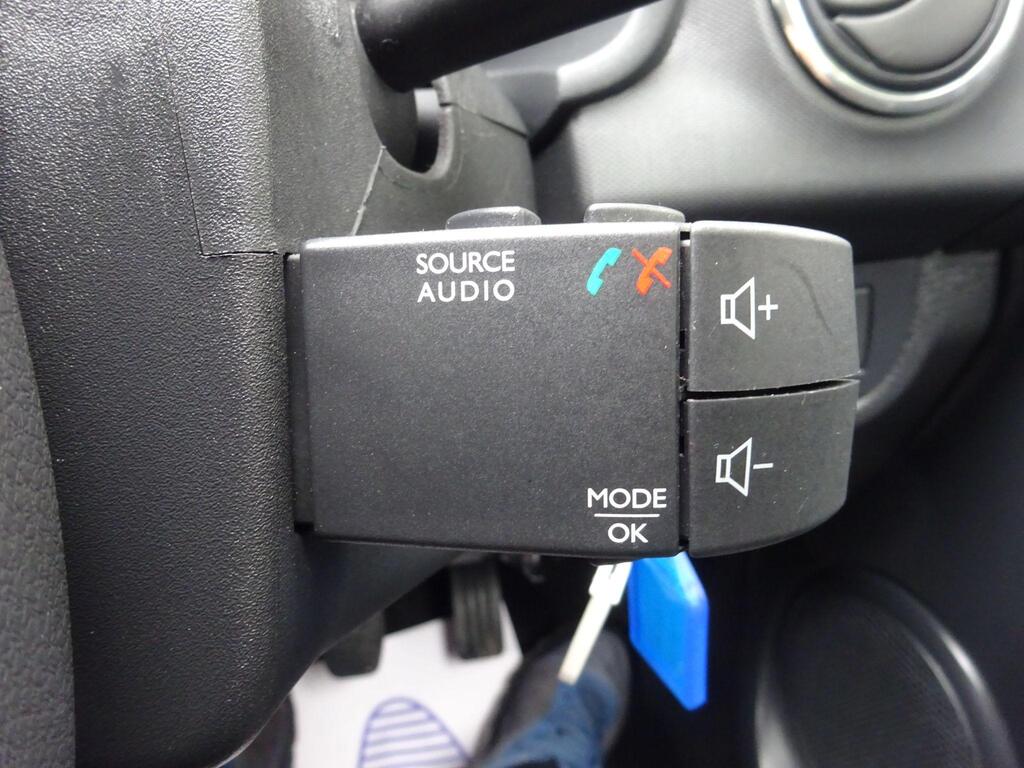 SOURCE
AUDIO
+
-
MODE
OK